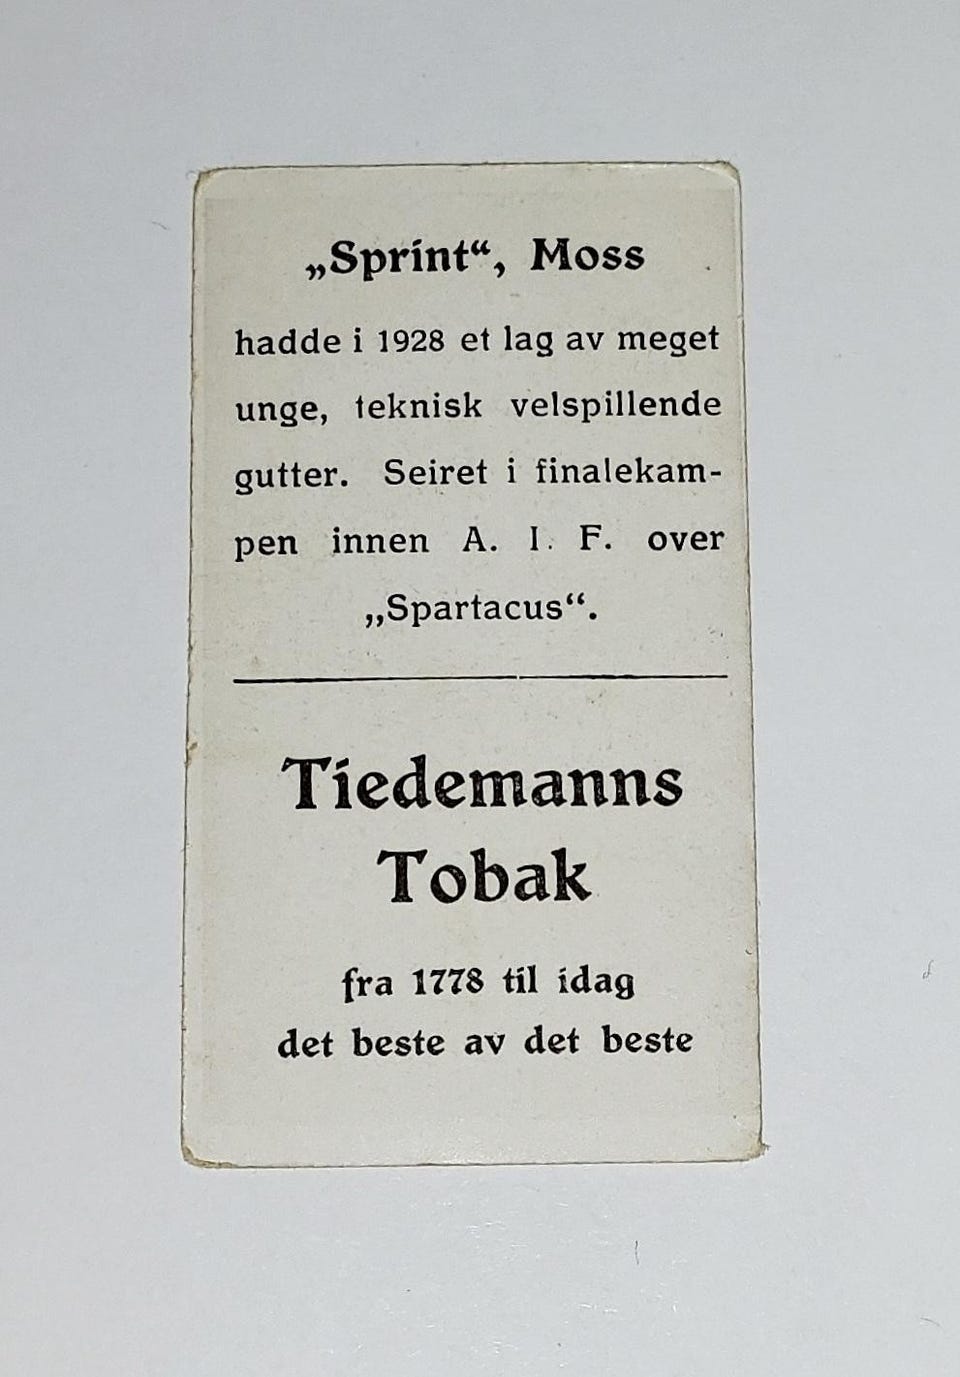 „Sprint“, Moss
hadde i 1928 et lag av meget
unge, teknisk velspillende
gutter. Seiret i finalekam-
pen innen A. I. F. over
„Spartacus“.
Tiedemanns
Tobak
fra 1778 til idag
det beste av det beste